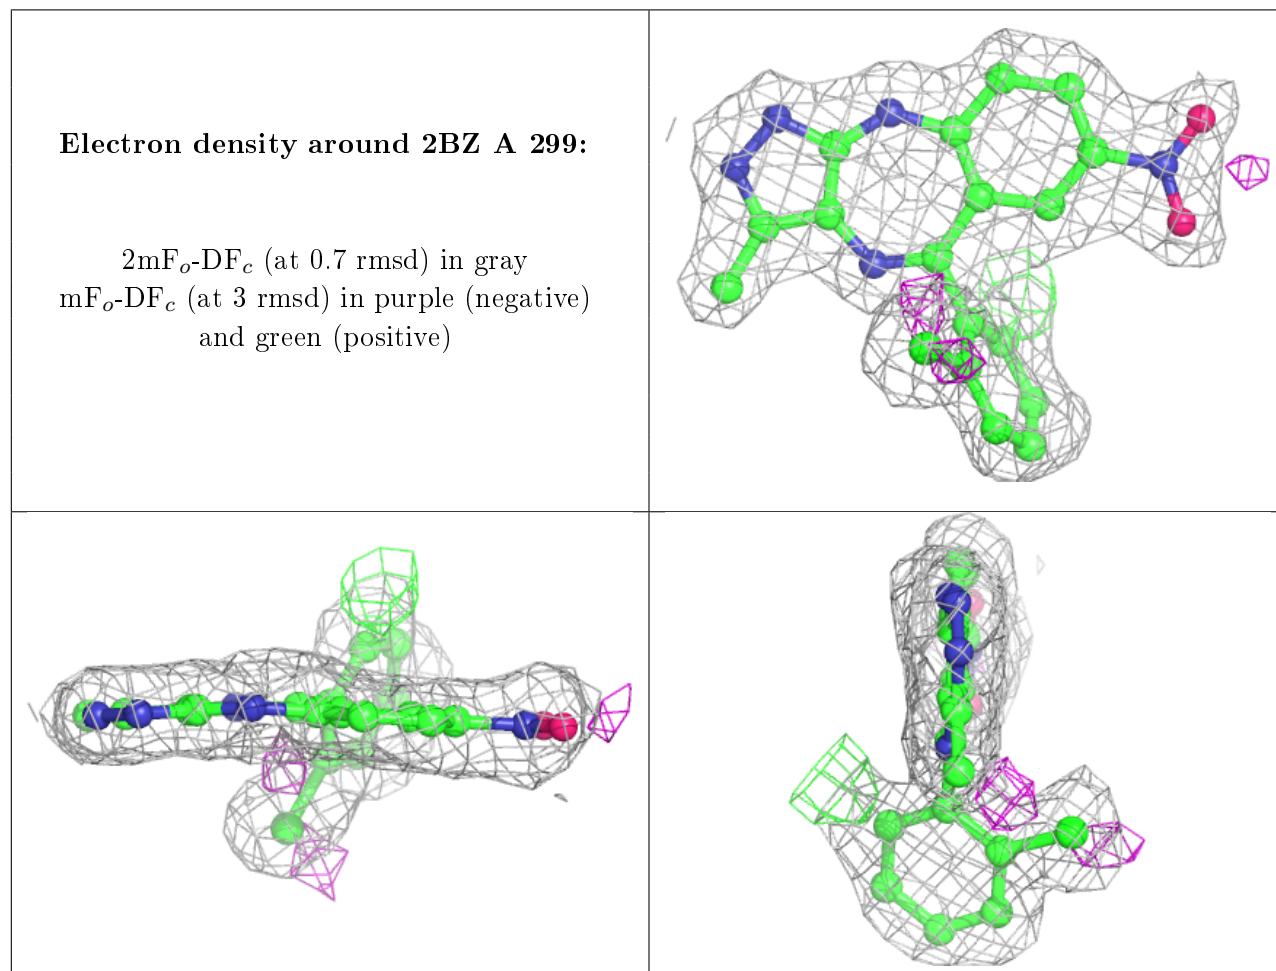 Electron density around 2BZ A 299:
2mFₒ-DF𝒸 (at 0.7 rmsd) in gray
mFₒ-DF𝒸 (at 3 rmsd) in purple (negative)
and green (positive)